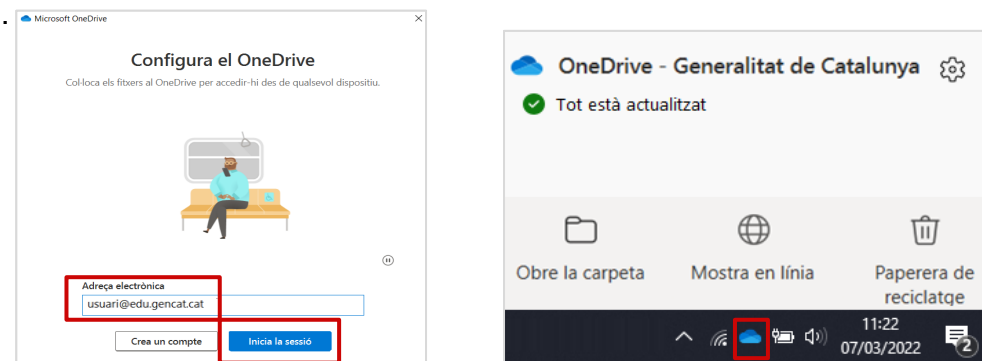 Microsoft OneDrive
Configura el OneDrive
Col·loca els fitxers al OneDrive per accedir-hi des de qualsevol dispositiu.
Adreça electrònica
usuari@edu.gencat.cat
Crea un compte
Inicia la sessió
OneDrive - Generalitat de Catalunya
Tot està actualitzat
Obre la carpeta
Mostra en línia
Paperera de
reciclatge
11:22
07/03/2022
2